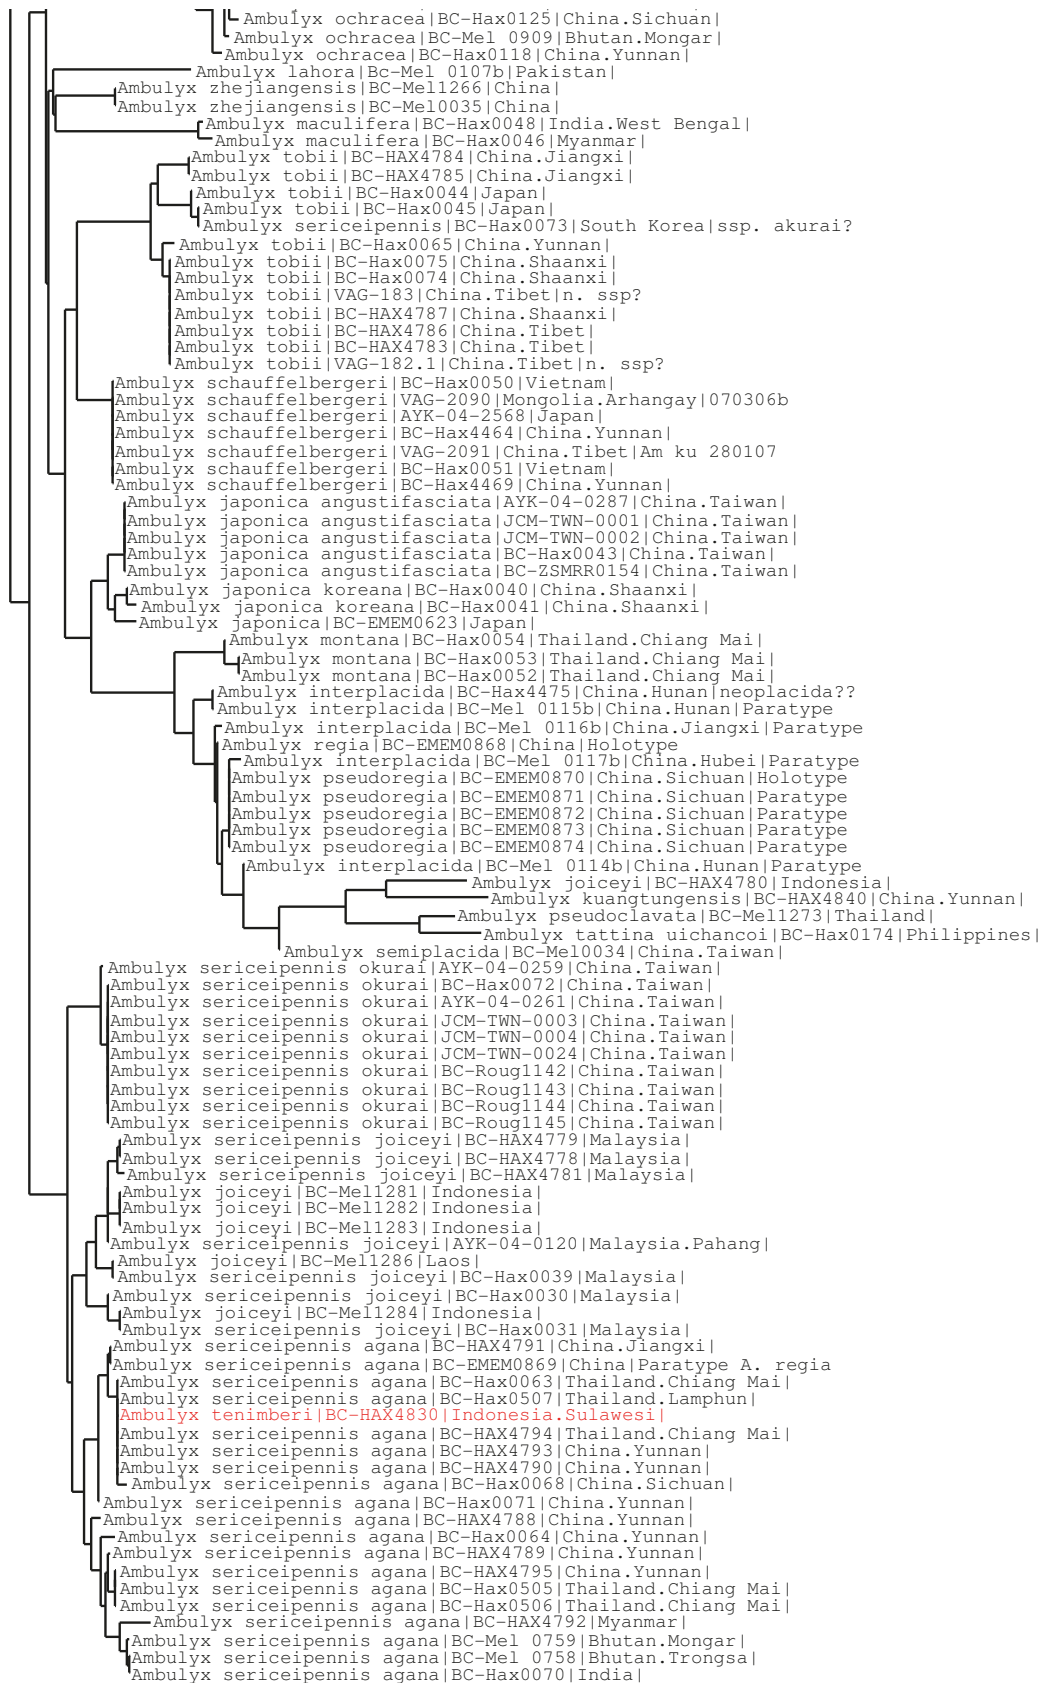 Ambulyx ochracea|BC-Hax0125|China.Sichuan|
Ambulyx ochracea|BC-Mel 0909|Bhutan.Mongar|
Ambulyx ochracea|BC-Hax0118|China.Yunnan|
Ambulyx lahora|Bc-Mel 0107b|Pakistan|
Ambulyx zhejiangensis|BC-Mel1266|China|
Ambulyx zhejiangensis|BC-Mel0035|China|
Ambulyx maculifera|BC-Hax0048|India.West Bengal|
Ambulyx maculifera|BC-Hax0046|Myanmar|
Ambulyx tobii|BC-HAX4784|China.Jiangxi|
Ambulyx tobii|BC-HAX4785|China.Jiangxi|
Ambulyx tobii|BC-Hax0044|Japan|
Ambulyx tobii|BC-Hax0045|Japan|
Ambulyx sericeipennis|BC-Hax0073|South Korea|ssp. akurai?
Ambulyx tobii|BC-Hax0065|China.Yunnan|
Ambulyx tobii|BC-Hax0075|China.Shaanxi|
Ambulyx tobii|BC-Hax0074|China.Shaanxi|
Ambulyx tobii|VAG-183|China.Tibet|n. ssp?
Ambulyx tobii|BC-HAX4787|China.Shaanxi|
Ambulyx tobii|BC-HAX4786|China.Tibet|
Ambulyx tobii|BC-HAX4783|China.Tibet|
Ambulyx tobii|VAG-182.1|China.Tibet|n. ssp?
Ambulyx schauffelbergeri|BC-Hax0050|Vietnam|
Ambulyx schauffelbergeri|VAG-2090|Mongolia.Arhangay|070306b
Ambulyx schauffelbergeri|AYK-04-2568|Japan|
Ambulyx schauffelbergeri|BC-Hax4464|China.Yunnan|
Ambulyx schauffelbergeri|VAG-2091|China.Tibet|Am ku 280107
Ambulyx schauffelbergeri|BC-Hax0051|Vietnam|
Ambulyx schauffelbergeri|BC-Hax4469|China.Yunnan|
Ambulyx japonica angustifasciata|AYK-04-0287|China.Taiwan|
Ambulyx japonica angustifasciata|JCM-TWN-0001|China.Taiwan|
Ambulyx japonica angustifasciata|JCM-TWN-0002|China.Taiwan|
Ambulyx japonica angustifasciata|BC-Hax0043|China.Taiwan|
Ambulyx japonica angustifasciata|BC-ZSMRR0154|China.Taiwan|
Ambulyx japonica koreana|BC-Hax0040|China.Shaanxi|
Ambulyx japonica koreana|BC-Hax0041|China.Shaanxi|
Ambulyx japonica|BC-EMEM0623|Japan|
Ambulyx montana|BC-Hax0054|Thailand.Chiang Mai|
Ambulyx montana|BC-Hax0053|Thailand.Chiang Mai|
Ambulyx montana|BC-Hax0052|Thailand.Chiang Mai|
Ambulyx interplacida|BC-Hax4475|China.Hunan|neoplacida??
Ambulyx interplacida|BC-Mel 0115b|China.Hunan|Paratype
Ambulyx interplacida|BC-Mel 0116b|China.Jiangxi|Paratype
Ambulyx regia|BC-EMEM0868|China|Holotype
Ambulyx interplacida|BC-Mel 0117b|China.Hubei|Paratype
Ambulyx pseudoregia|BC-EMEM0870|China.Sichuan|Holotype
Ambulyx pseudoregia|BC-EMEM0871|China.Sichuan|Paratype
Ambulyx pseudoregia|BC-EMEM0872|China.Sichuan|Paratype
Ambulyx pseudoregia|BC-EMEM0873|China.Sichuan|Paratype
Ambulyx pseudoregia|BC-EMEM0874|China.Sichuan|Paratype
Ambulyx interplacida|BC-Mel 0114b|China.Hunan|Paratype
Ambulyx joiceyi|BC-HAX4780|Indonesia|
Ambulyx kuangtungensis|BC-HAX4840|China.Yunnan|
Ambulyx pseudoclavata|BC-Mel1273|Thailand|
Ambulyx tattina uichancoi|BC-Hax0174|Philippines|
Ambulyx semiplacida|BC-Mel0034|China.Taiwan|
Ambulyx sericeipennis okurai|AYK-04-0259|China.Taiwan|
Ambulyx sericeipennis okurai|BC-Hax0072|China.Taiwan|
Ambulyx sericeipennis okurai|AYK-04-0261|China.Taiwan|
Ambulyx sericeipennis okurai|JCM-TWN-0003|China.Taiwan|
Ambulyx sericeipennis okurai|JCM-TWN-0004|China.Taiwan|
Ambulyx sericeipennis okurai|JCM-TWN-0024|China.Taiwan|
Ambulyx sericeipennis okurai|BC-Roug1142|China.Taiwan|
Ambulyx sericeipennis okurai|BC-Roug1143|China.Taiwan|
Ambulyx sericeipennis okurai|BC-Roug1144|China.Taiwan|
Ambulyx sericeipennis okurai|BC-Roug1145|China.Taiwan|
Ambulyx sericeipennis joiceyi|BC-HAX4779|Malaysia|
Ambulyx sericeipennis joiceyi|BC-HAX4778|Malaysia|
Ambulyx sericeipennis joiceyi|BC-HAX4781|Malaysia|
Ambulyx joiceyi|BC-Mel1281|Indonesia|
Ambulyx joiceyi|BC-Mel1282|Indonesia|
Ambulyx joiceyi|BC-Mel1283|Indonesia|
Ambulyx sericeipennis joiceyi|AYK-04-0120|Malaysia.Pahang|
Ambulyx joiceyi|BC-Mel1286|Laos|
Ambulyx sericeipennis joiceyi|BC-Hax0039|Malaysia|
Ambulyx sericeipennis joiceyi|BC-Hax0030|Malaysia|
Ambulyx joiceyi|BC-Mel1284|Indonesia|
Ambulyx sericeipennis joiceyi|BC-Hax0031|Malaysia|
Ambulyx sericeipennis agana|BC-HAX4791|China.Jiangxi|
Ambulyx sericeipennis agana|BC-EMEM0869|China|Paratype A. regia
Ambulyx sericeipennis agana|BC-Hax0063|Thailand.Chiang Mai|
Ambulyx sericeipennis agana|BC-Hax0507|Thailand.Lamphun|
Ambulyx tenimberi|BC-HAX4830|Indonesia.Sulawesi|
Ambulyx sericeipennis agana|BC-HAX4794|Thailand.Chiang Mai|
Ambulyx sericeipennis agana|BC-HAX4793|China.Yunnan|
Ambulyx sericeipennis agana|BC-HAX4790|China.Yunnan|
Ambulyx sericeipennis agana|BC-Hax0068|China.Sichuan|
Ambulyx sericeipennis agana|BC-Hax0071|China.Yunnan|
Ambulyx sericeipennis agana|BC-HAX4788|China.Yunnan|
Ambulyx sericeipennis agana|BC-Hax0064|China.Yunnan|
Ambulyx sericeipennis agana|BC-HAX4789|China.Yunnan|
Ambulyx sericeipennis agana|BC-HAX4795|China.Yunnan|
Ambulyx sericeipennis agana|BC-Hax0505|Thailand.Chiang Mai|
Ambulyx sericeipennis agana|BC-Hax0506|Thailand.Chiang Mai|
Ambulyx sericeipennis agana|BC-HAX4792|Myanmar|
Ambulyx sericeipennis agana|BC-Mel 0759|Bhutan.Mongar|
Ambulyx sericeipennis agana|BC-Mel 0758|Bhutan.Trongsa|
Ambulyx sericeipennis agana|BC-Hax0070|India|